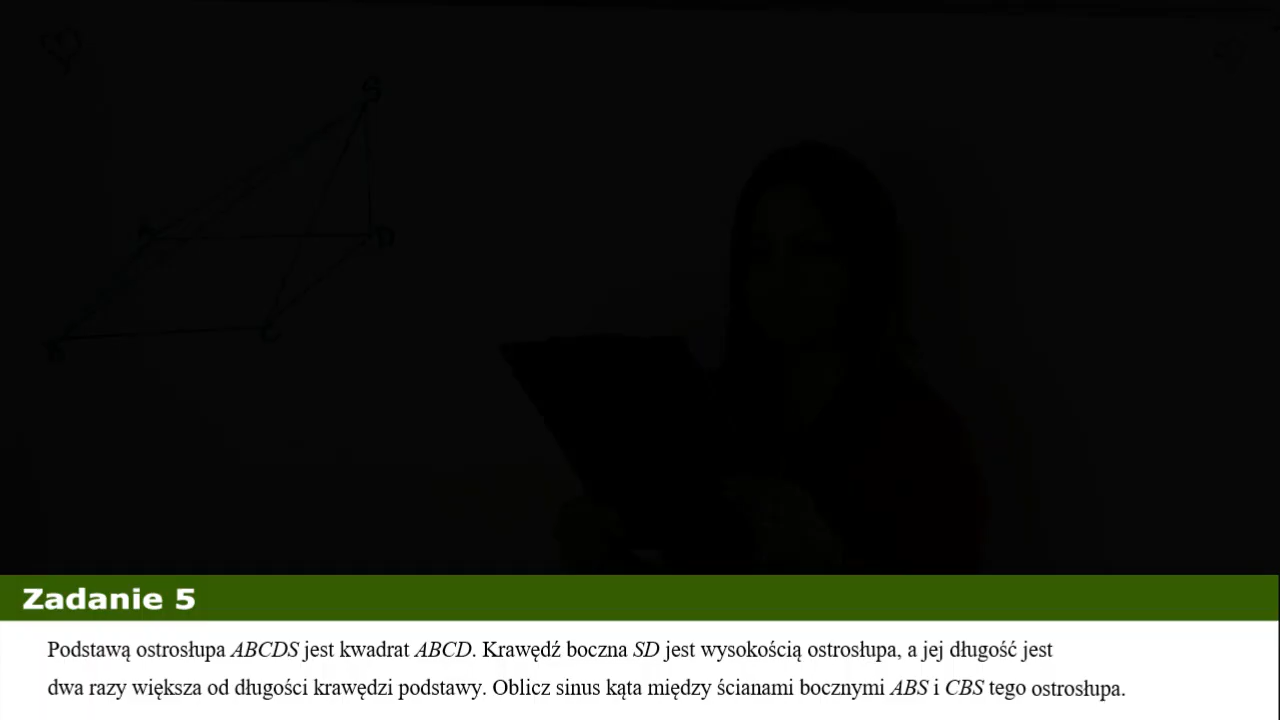 S
A
D
B
C
Zadanie 5
Podstawą ostrosłupa ABCDS jest kwadrat ABCD. Krawędź boczna SD jest wysokością ostrosłupa, a jej długość jest
dwa razy większa od długości krawędzi podstawy. Oblicz sinus kąta między ścianami bocznymi ABS i CBS tego ostrosłupa.